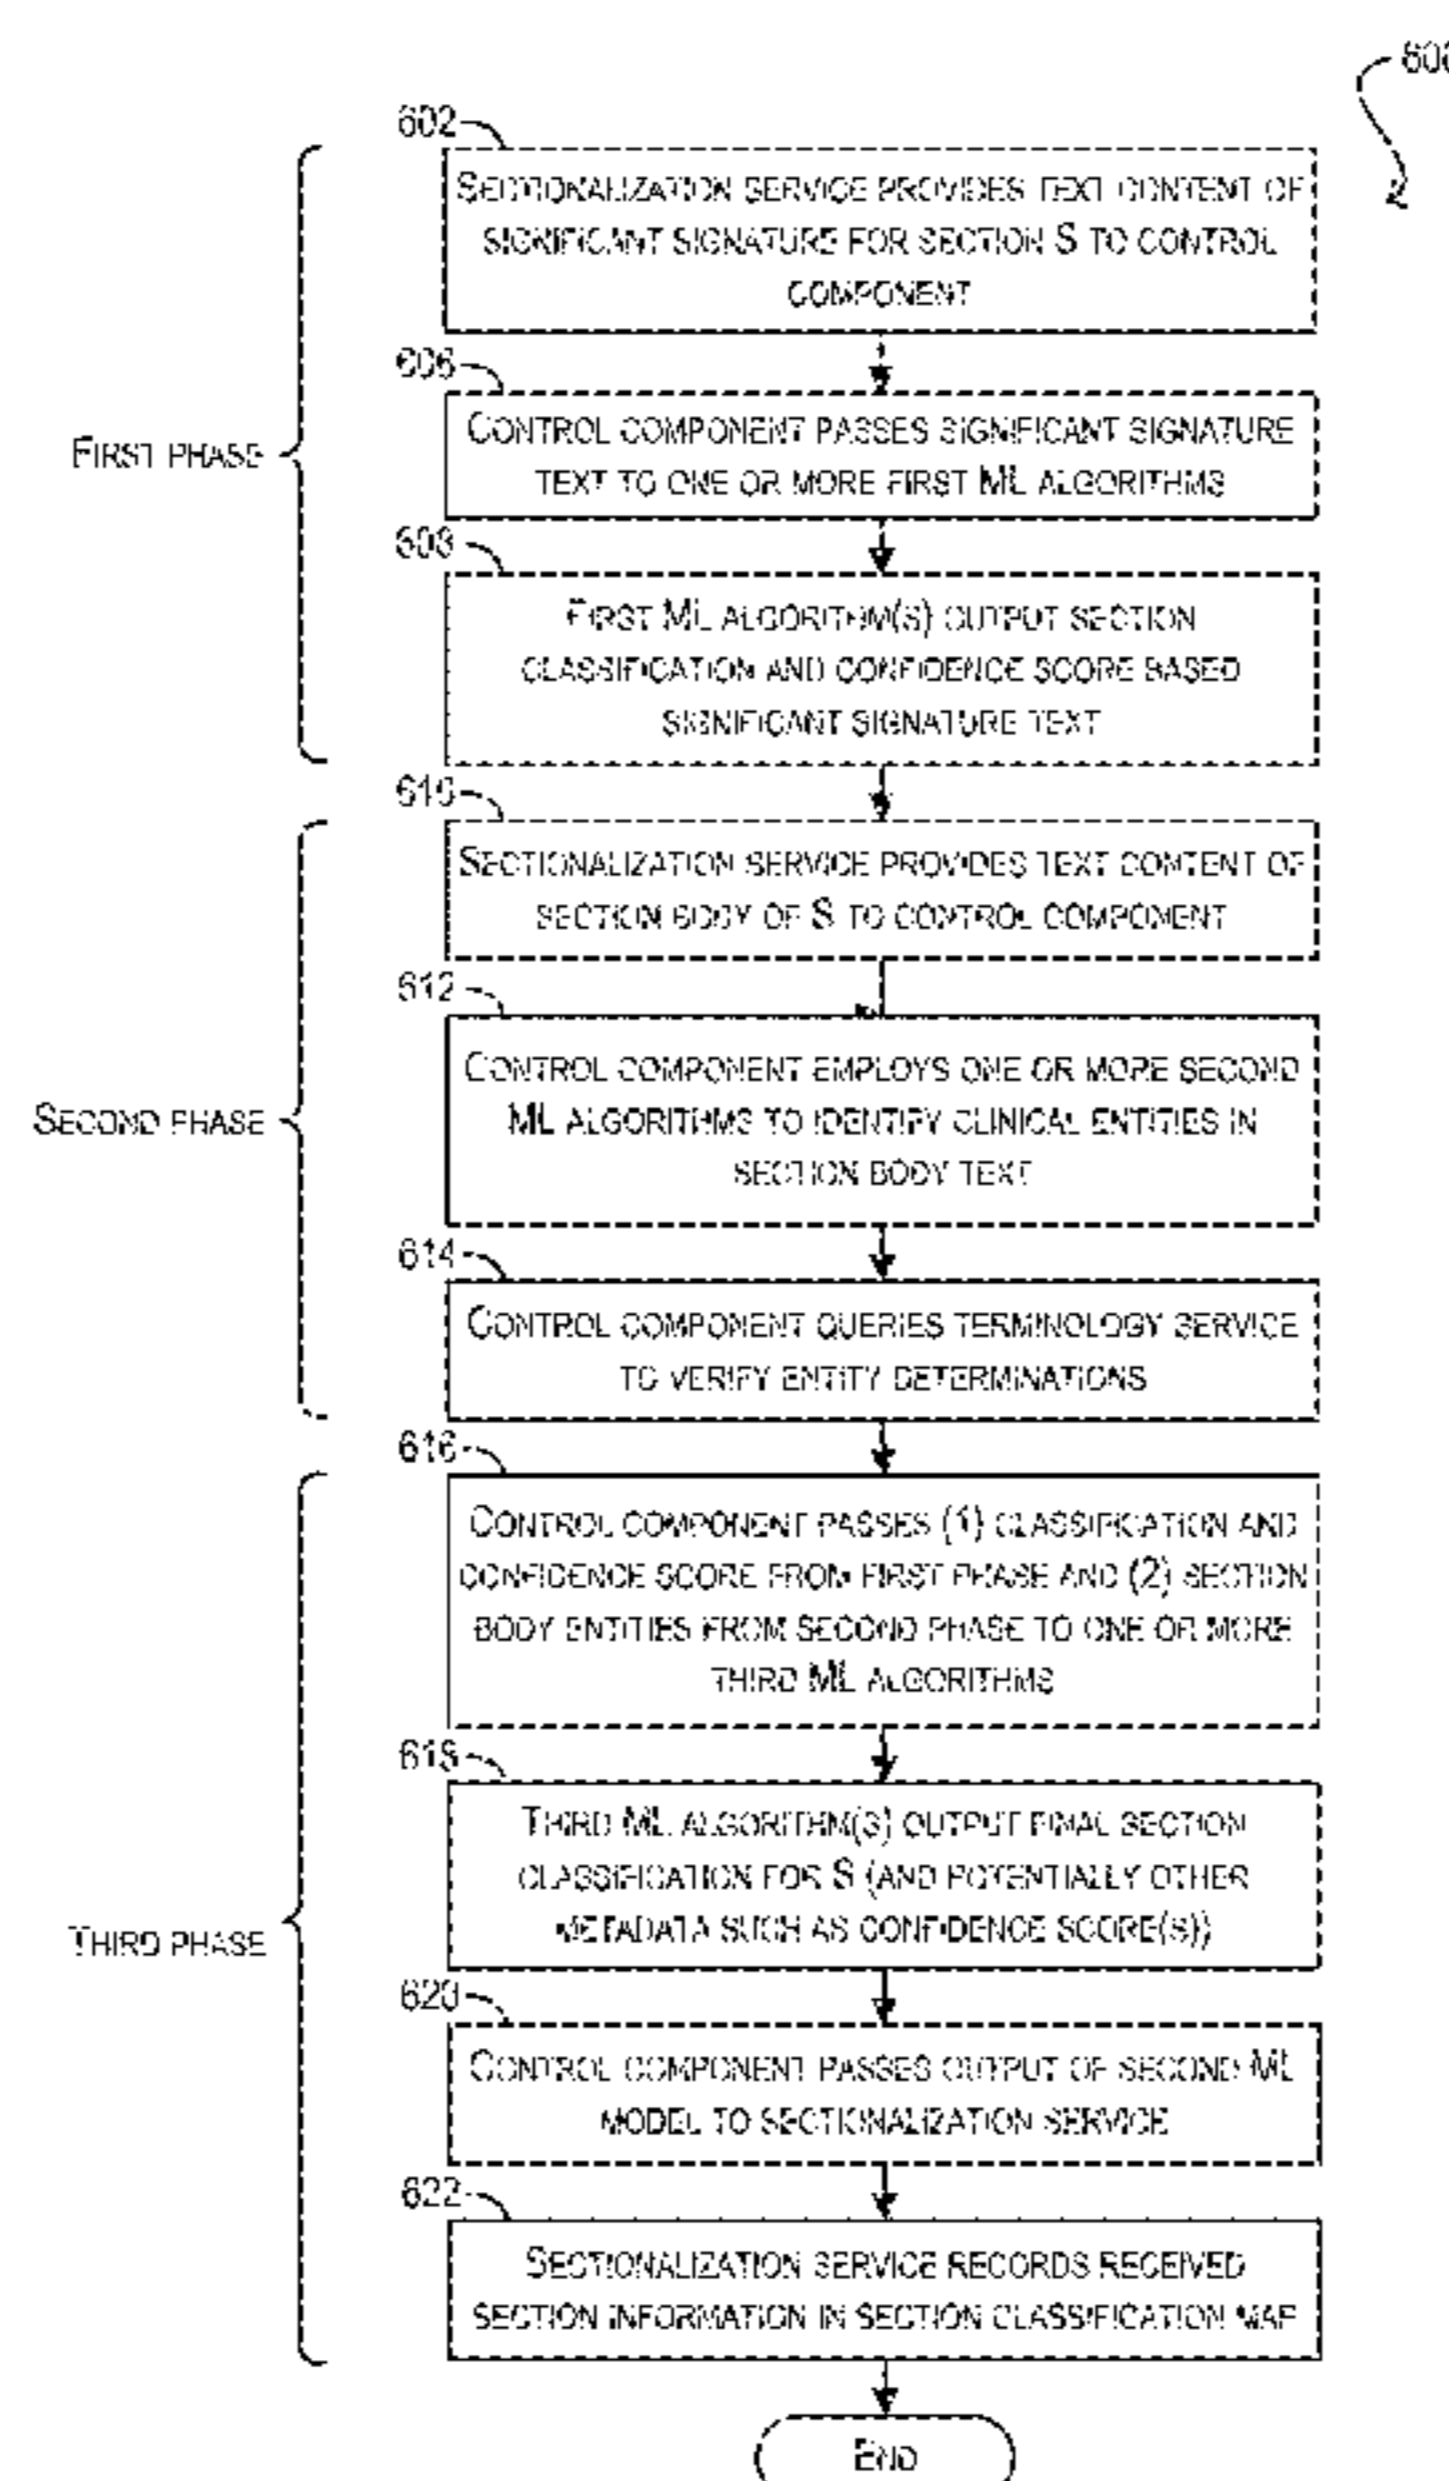 602
SECTIONALIZATION SERVICE PROVIDES TEXT CONTENT OF
SIGNIFICANT SIGNATURE FOR SECTION S TO CONTROL
COMPONENT
606
CONTROL COMPONENT PASSES SIGNIFICANT SIGNATURE
TEXT TO ONE OR MORE FIRST ML ALGORITHMS
FIRST PHASE
608
FIRST ML ALGORITHM(S) OUTPUT SECTION
CLASSIFICATION AND CONFIDENCE SCORE BASED
SIGNIFICANT SIGNATURE TEXT
610
SECTIONALIZATION SERVICE PROVIDES TEXT CONTENT OF
SECTION BODY OF S TO CONTROL COMPONENT
612
CONTROL COMPONENT EMPLOYS ONE OR MORE SECOND
ML ALGORITHMS TO IDENTIFY CLINICAL ENTITIES IN
SECTION BODY TEXT
SECOND PHASE
614
CONTROL COMPONENT QUERIES TERMINOLOGY SERVICE
TO VERIFY ENTITY DETERMINATIONS
616
CONTROL COMPONENT PASSES (1) CLASSIFICATION AND
CONFIDENCE SCORE FROM FIRST PHASE AND (2) SECTION
BODY ENTITIES FROM SECOND PHASE TO ONE OR MORE
THIRD ML ALGORITHMS
618
THIRD ML ALGORITHM(S) OUTPUT FINAL SECTION
CLASSIFICATION FOR S (AND POTENTIALLY OTHER
METADATA SUCH AS CONFIDENCE SCORE(S))
THIRD PHASE
620
CONTROL COMPONENT PASSES OUTPUT OF SECOND ML
MODEL TO SECTIONALIZATION SERVICE
622
SECTIONALIZATION SERVICE RECORDS RECEIVED
SECTION INFORMATION IN SECTION CLASSIFICATION MAP
END